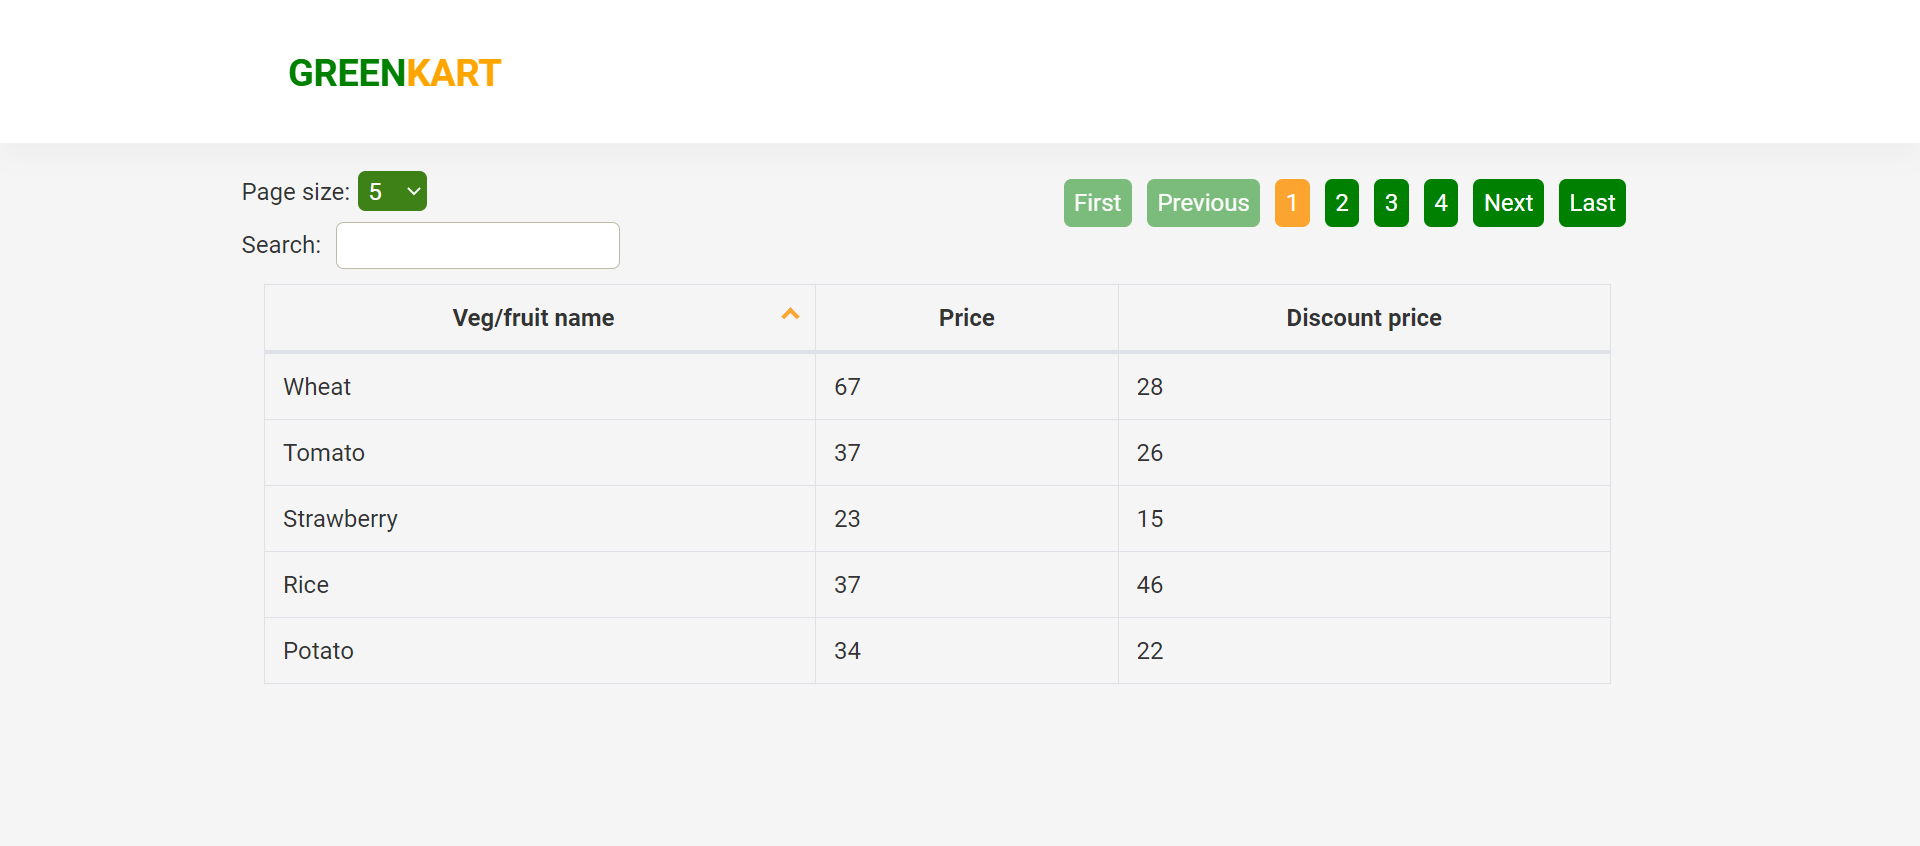 GREENKART
Page size: 5
First Previous 1 2 3 4 Next Last
Search:
Veg/fruit name Price Discount price
Wheat 67 28
Tomato 37 26
Strawberry 23 15
Rice 37 46
Potato 34 22